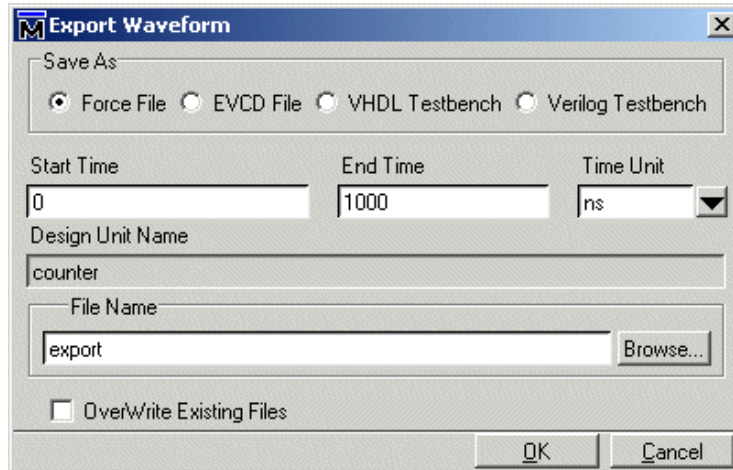 M Export Waveform
Save As
Force File EVCD File VHDL Testbench Verilog Testbench
Start Time End Time Time Unit
0 1000 ns
Design Unit Name
counter
File Name
export Browse...
OverWrite Existing Files
OK Cancel